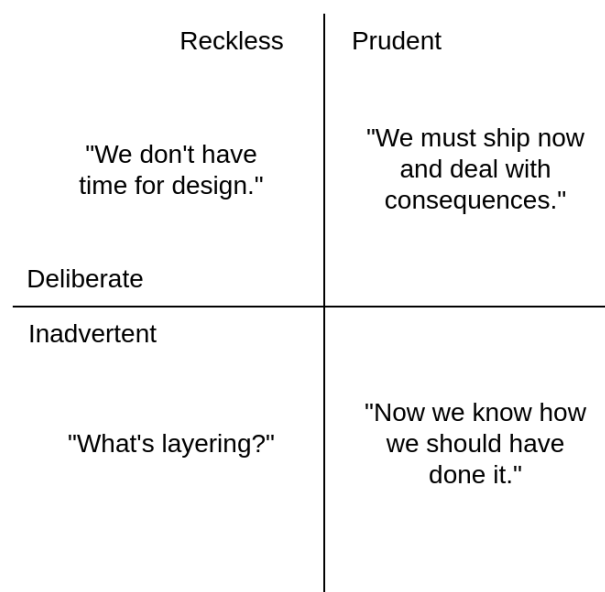 Reckless
Prudent
"We don't have
time for design."
"We must ship now
and deal with
consequences."
Deliberate
Inadvertent
"What's layering?"
"Now we know how
we should have
done it."